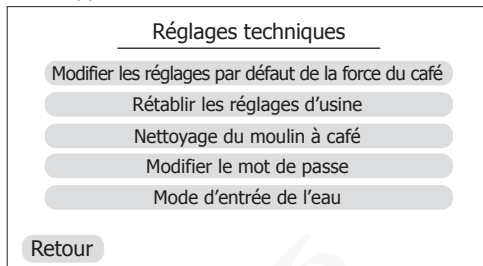 Réglages techniques
Modifier les réglages par défaut de la force du café
Rétablir les réglages d’usine
Nettoyage du moulin à café
Modifier le mot de passe
Mode d’entrée de l’eau
Retour